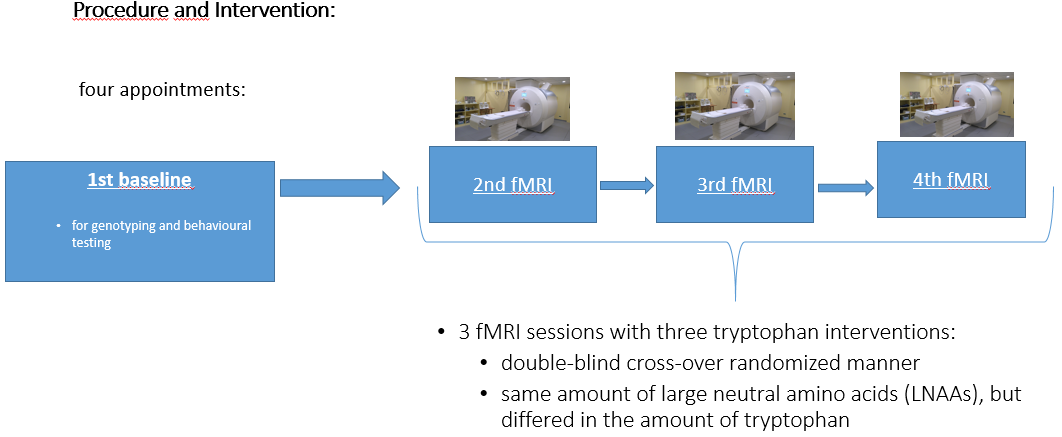 Procedure and Intervention:
four appointments:
1st baseline
• for genotyping and behavioural
testing
2nd fMRI
3rd fMRI
4th fMRI
• 3 fMRI sessions with three tryptophan interventions:
• double-blind cross-over randomized manner
• same amount of large neutral amino acids (LNAAs), but
differed in the amount of tryptophan